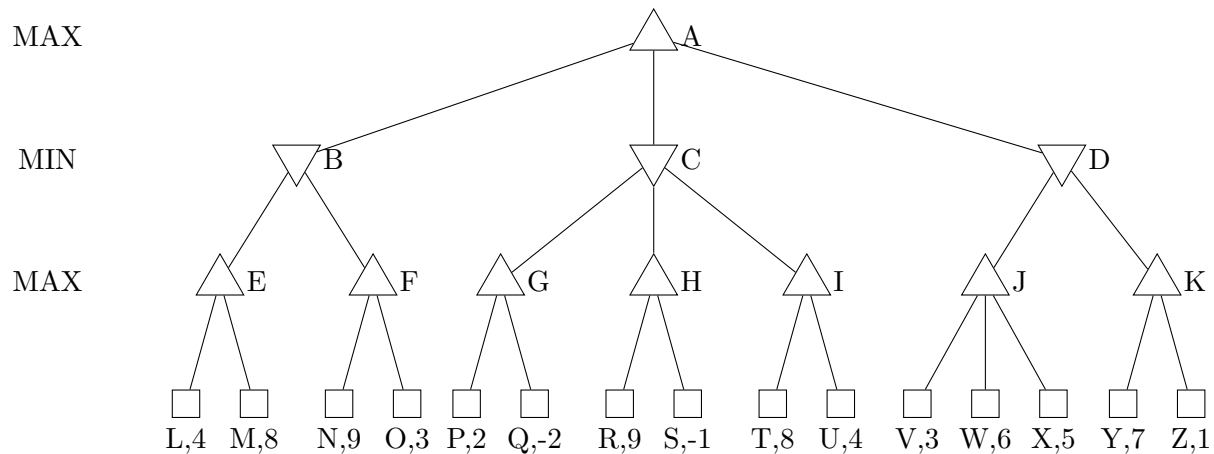 MAX A
MIN B C D
MAX E F G H I J K
L,4 M,8 N,9 O,3 P,2 Q,-2 R,9 S,-1 T,8 U,4 V,3 W,6 X,5 Y,7 Z,1